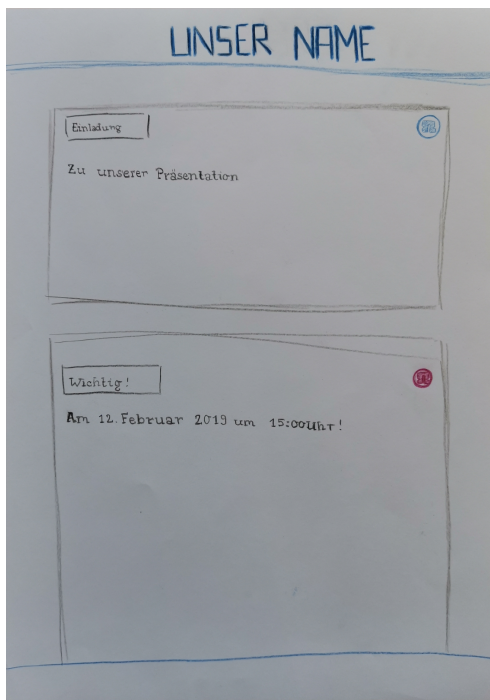 UNSER NAME
Einladung
Zu unserer Präsentation
Wichtig!
Am 12. Februar 2019 um 15:00Uhr!